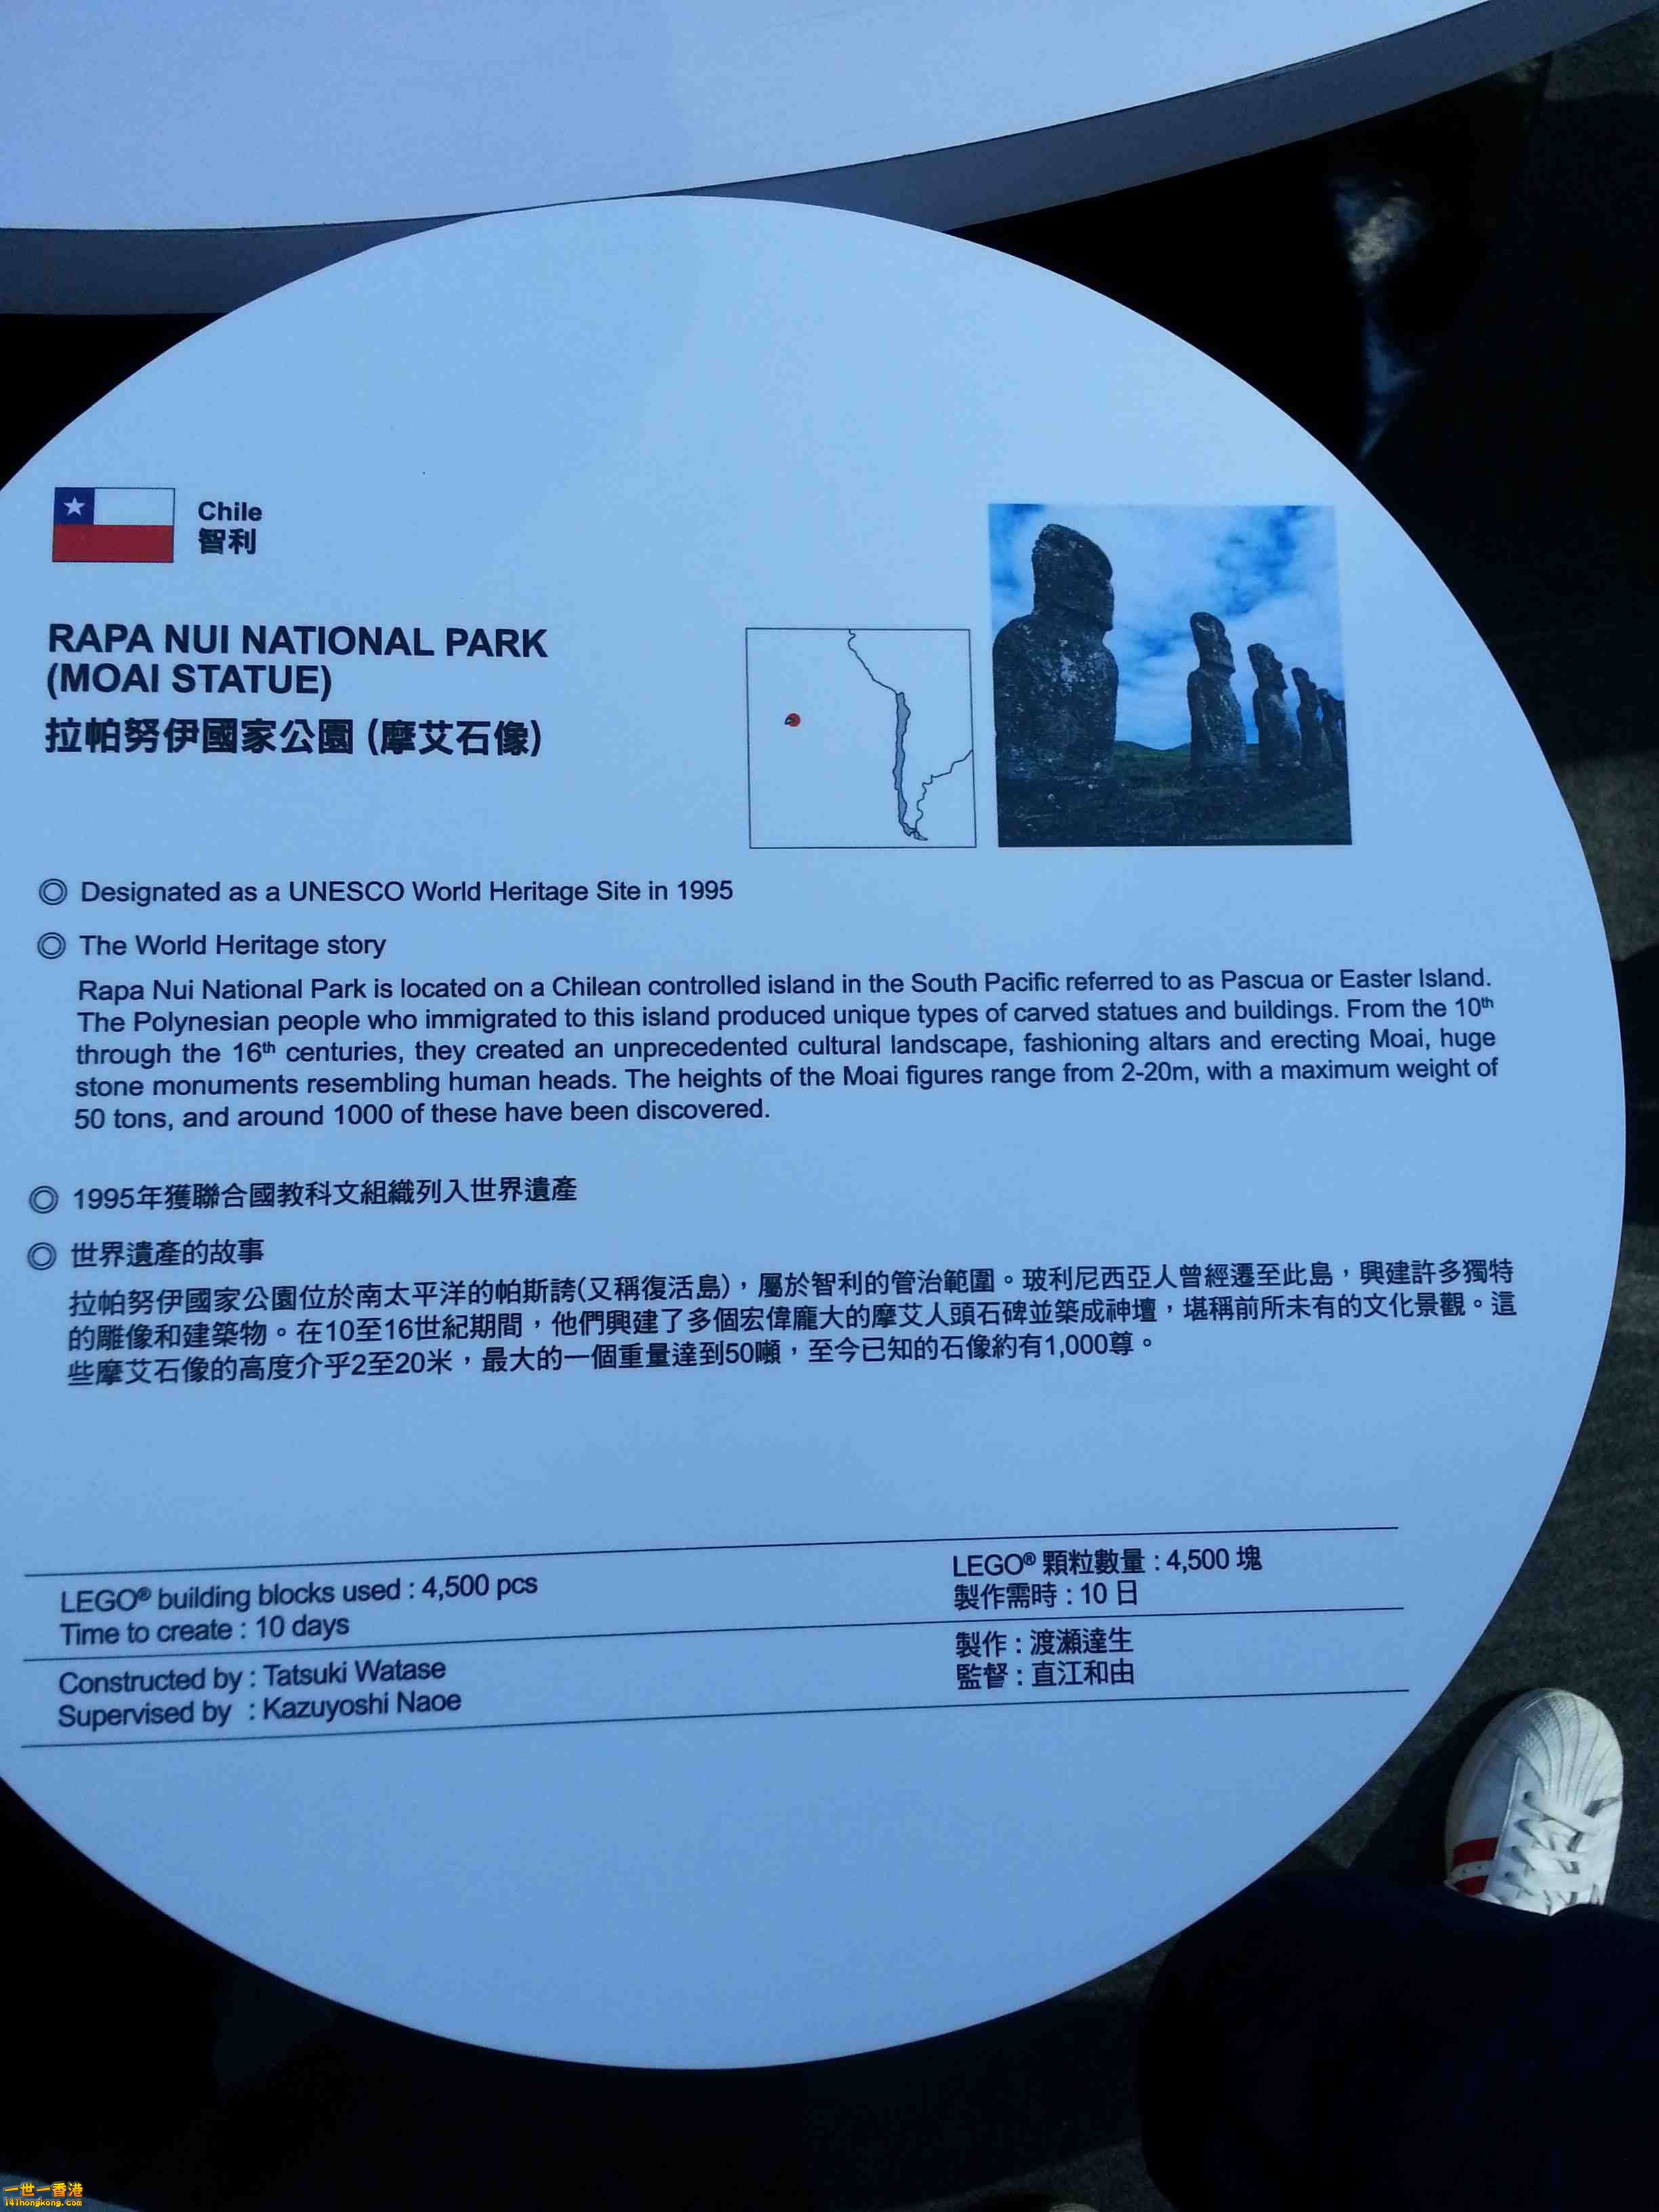 Chile
智利
RAPA NUI NATIONAL PARK
(MOAI STATUE)
拉帕努伊國家公園 (摩艾石像)
◎ Designated as a UNESCO World Heritage Site in 1995
◎ The World Heritage story
Rapa Nui National Park is located on a Chilean controlled island in the South Pacific referred to as Pascua or Easter Island.
The Polynesian people who immigrated to this island produced unique types of carved statues and buildings. From the 10th
through the 16th centuries, they created an unprecedented cultural landscape, fashioning altars and erecting Moai, huge
stone monuments resembling human heads. The heights of the Moai figures range from 2-20m, with a maximum weight of
50 tons, and around 1000 of these have been discovered.
◎ 1995年獲聯合國教科文組織列入世界遺產
◎ 世界遺產的故事
拉帕努伊國家公園位於南太平洋的帕斯誇(又稱復活島)，屬於智利的管治範圍。玻利尼西亞人曾經遷至此島，興建許多獨特
的雕像和建築物。在10至16世紀期間，他們興建了多個宏偉龐大的摩艾人頭石碑並築成神壇，堪稱前所未有的文化景觀。這
些摩艾石像的高度介乎2至20米，最大的一個重量達到50噸，至今已知的石像約有1,000尊。
LEGO® building blocks used : 4,500 pcs
Time to create : 10 days
LEGO® 顆粒數量 : 4,500 塊
製作需時 : 10 日
Constructed by : Tatsuki Watase
Supervised by : Kazuyoshi Naoe
製作 : 渡瀬達生
監督 : 直江和由
一世一香港
141hongkong.com